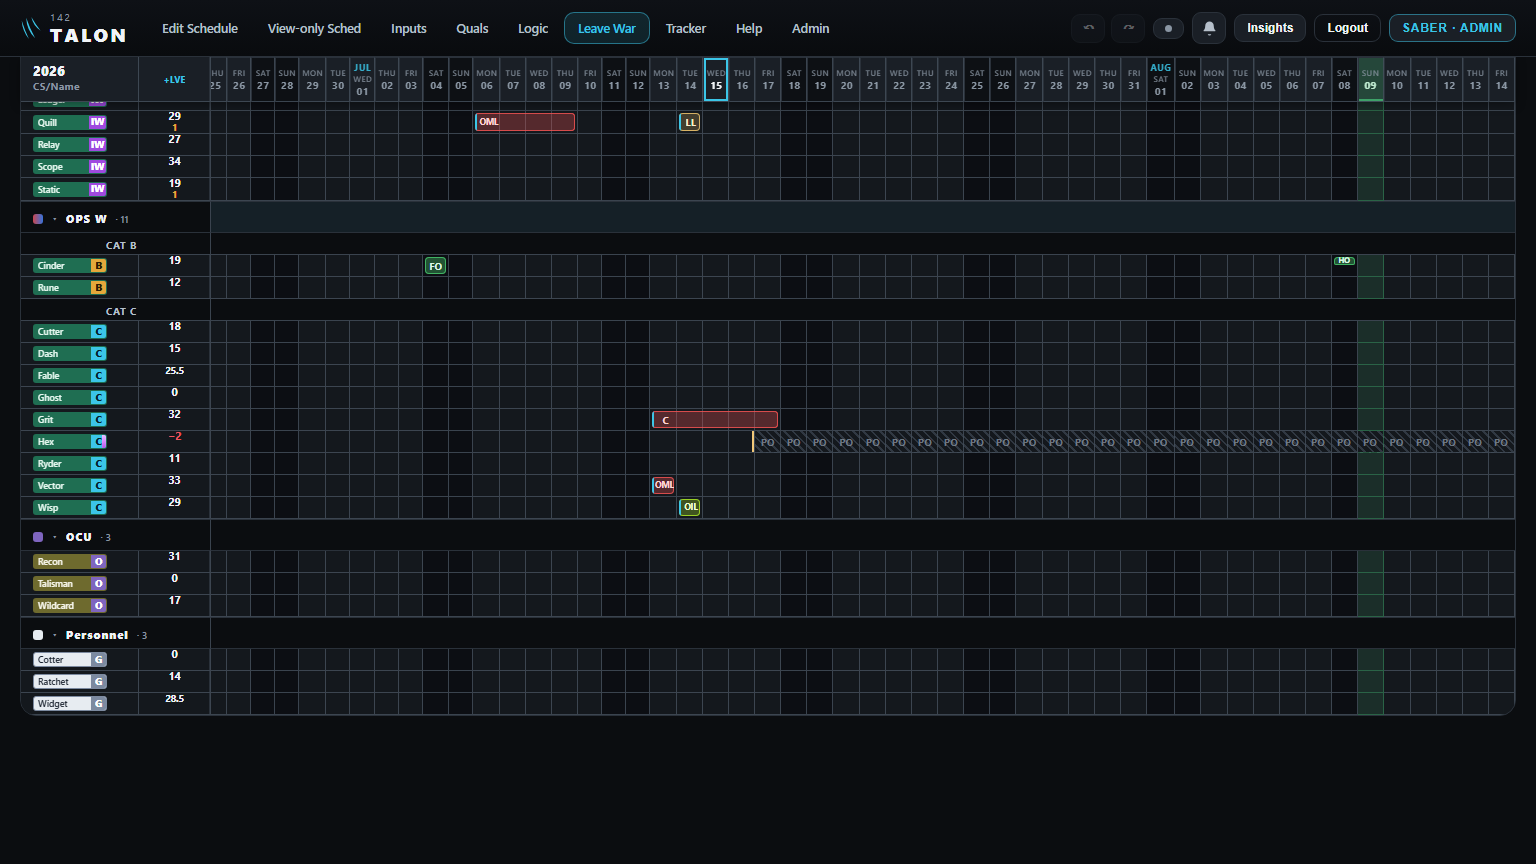 142
TALON
Edit Schedule
View-only Sched
Inputs
Quals
Logic
Leave War
Tracker
Help
Admin
Insights
Logout
SABER · ADMIN
2026
CS/Name
+LVE
HU 25
FRI 26
SAT 27
SUN 28
MON 29
TUE 30
JUL WED 01
THU 02
FRI 03
SAT 04
SUN 05
MON 06
TUE 07
WED 08
THU 09
FRI 10
SAT 11
SUN 12
MON 13
TUE 14
WED 15
THU 16
FRI 17
SAT 18
SUN 19
MON 20
TUE 21
WED 22
THU 23
FRI 24
SAT 25
SUN 26
MON 27
TUE 28
WED 29
THU 30
FRI 31
AUG SAT 01
SUN 02
MON 03
TUE 04
WED 05
THU 06
FRI 07
SAT 08
SUN 09
MON 10
TUE 11
WED 12
THU 13
FRI 14
Quill IW 29 OML LL
1
Relay IW 27
Scope IW 34
Static IW 19
1
OPS W · 11
CAT B
Cinder B 19 FO HO
Rune B 12
CAT C
Cutter C 18
Dash C 15
Fable C 25.5
Ghost C 0
Grit C 32 C
Hex C −2 PO PO PO PO PO PO PO PO PO PO PO PO PO PO PO PO PO PO PO PO PO PO PO PO PO PO PO PO PO
Ryder C 11
Vector C 33 OML
Wisp C 29 OIL
OCU · 3
Recon O 31
Talisman O 0
Wildcard O 17
Personnel · 3
Cotter G 0
Ratchet G 14
Widget G 28.5